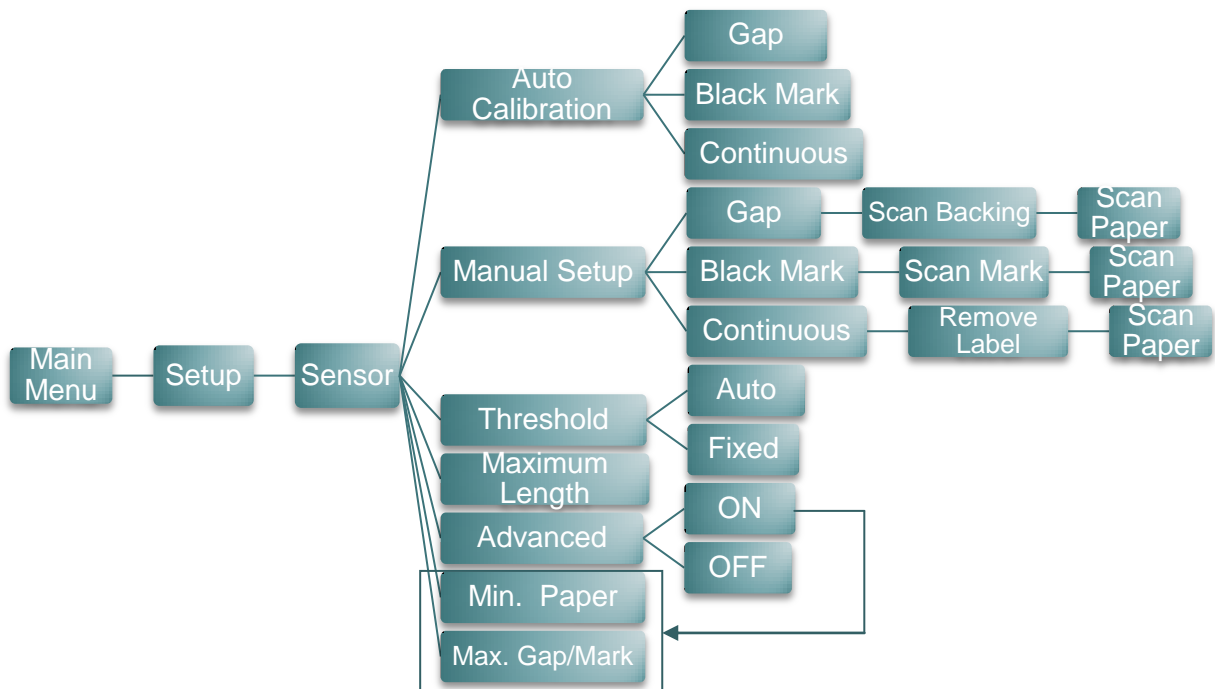 Main
Menu
Setup
Sensor
Auto
Calibration
Gap
Black Mark
Continuous
Manual Setup
Gap
Scan Backing
Scan
Paper
Black Mark
Scan Mark
Scan
Paper
Continuous
Remove
Label
Scan
Paper
Threshold
Auto
Fixed
Maximum
Length
Advanced
ON
OFF
Min. Paper
Max. Gap/Mark